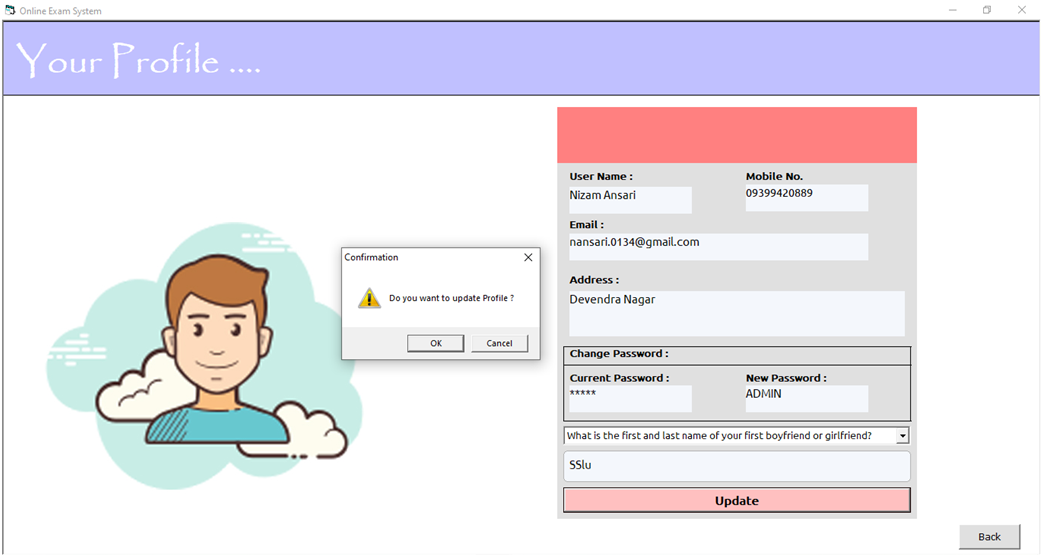 Online Exam System
Your Profile ....
User Name :
Mobile No.
Nizam Ansari
09399420889
Email :
nansari.0134@gmail.com
Confirmation
Do you want to update Profile ?
OK
Cancel
Address :
Devendra Nagar
Change Password :
Current Password :
New Password :
*****
ADMIN
What is the first and last name of your first boyfriend or girlfriend?
SSlu
Update
Back